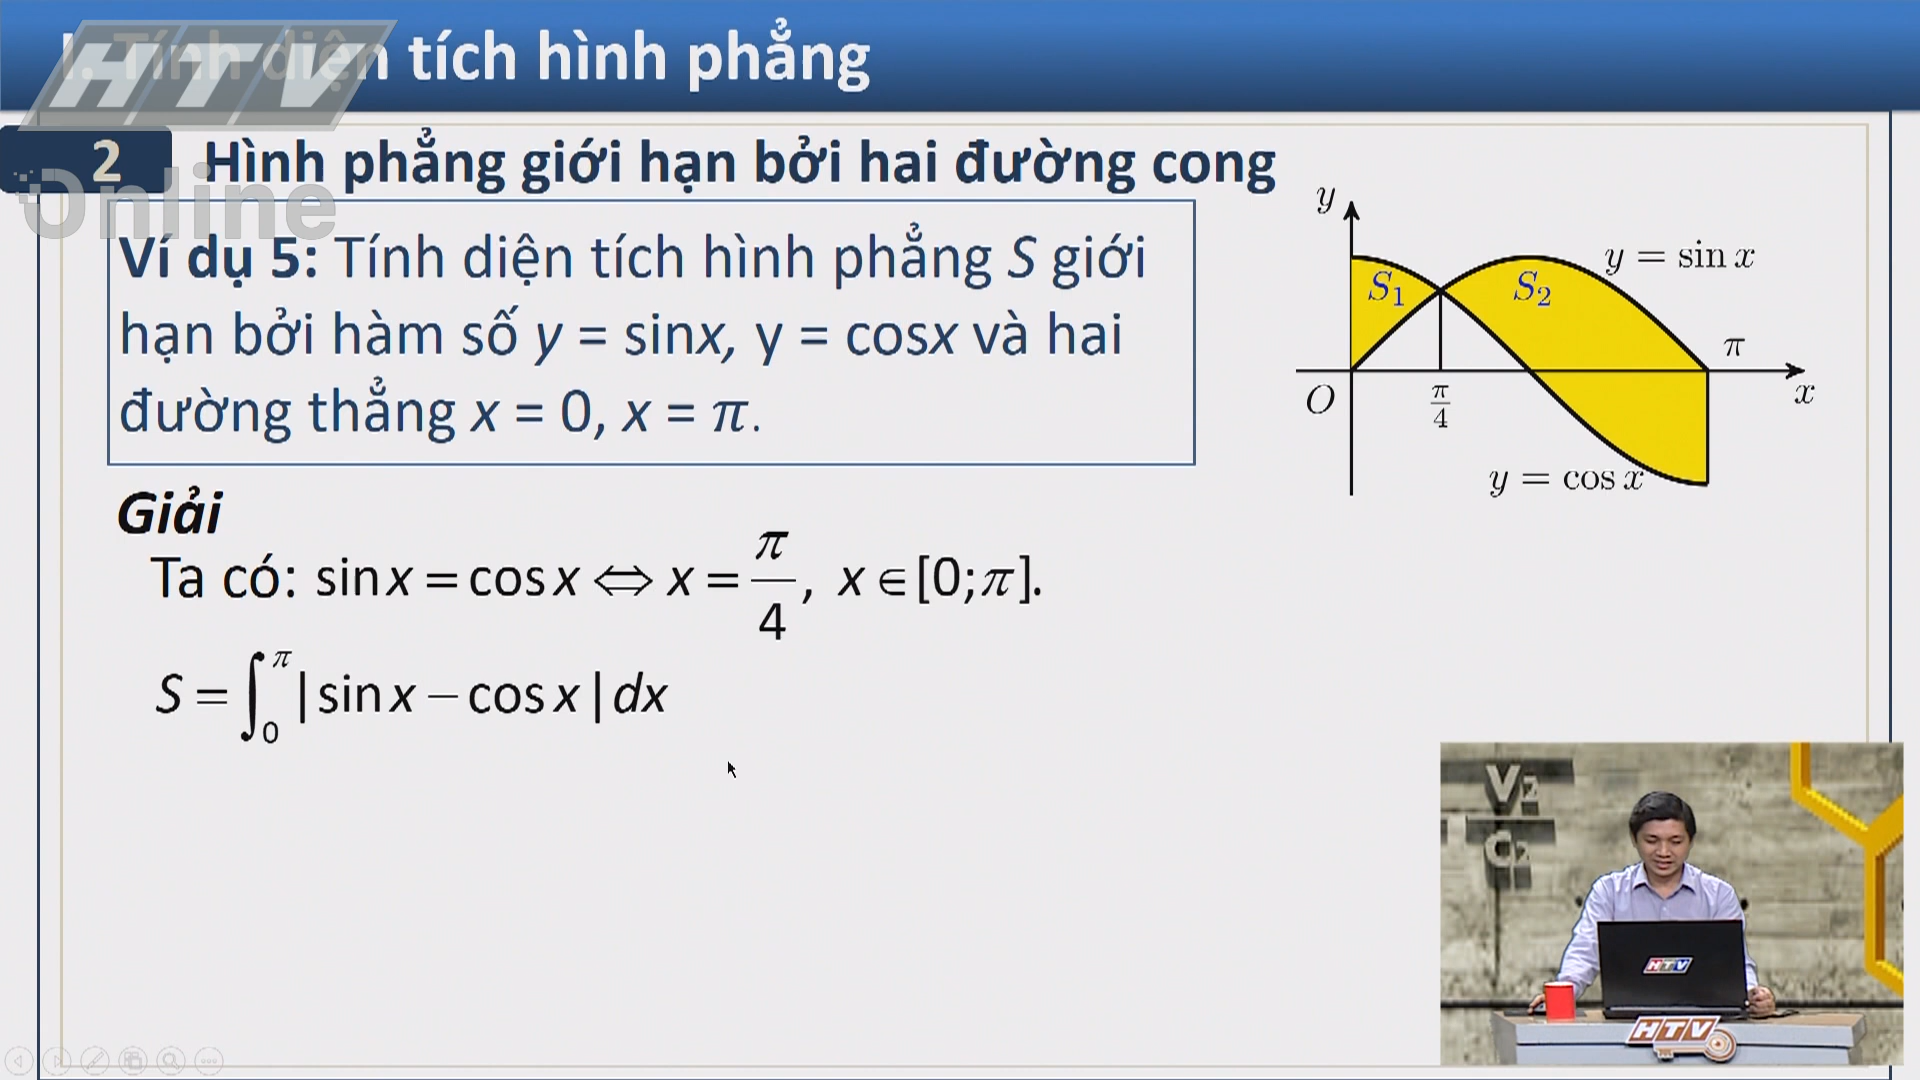 I. Tính diện tích hình phẳng
HTV
Online
2
Hình phẳng giới hạn bởi hai đường cong
Ví dụ 5: Tính diện tích hình phẳng S giới
hạn bởi hàm số y = sinx, y = cosx và hai
đường thẳng x = 0, x = π.
y
y = sin x
S₁
S₂
π
O
π/4
x
y = cos x
Giải
Ta có: sin x = cos x ⇔ x = π/4, x ∈ [0;π].
S = ∫₀^π | sin x − cos x | dx
V₂
C₂
HTV
HTV